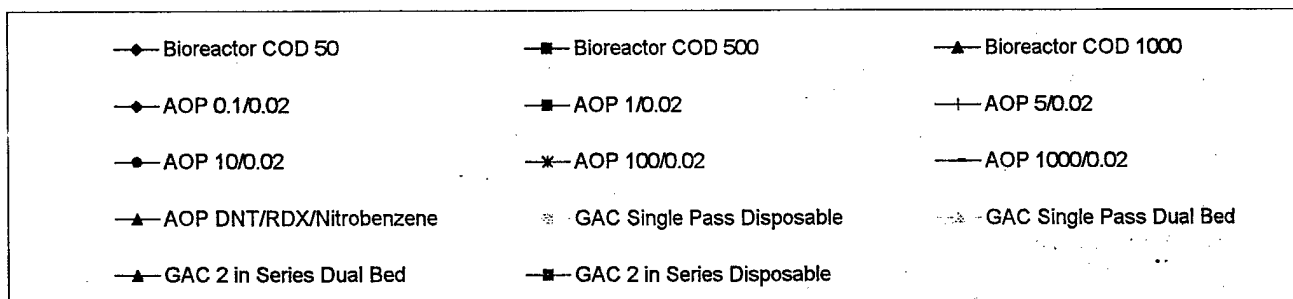 Bioreactor COD 50 Bioreactor COD 500 Bioreactor COD 1000
AOP 0.1/0.02 AOP 1/0.02 AOP 5/0.02
AOP 10/0.02 AOP 100/0.02 AOP 1000/0.02
AOP DNT/RDX/Nitrobenzene GAC Single Pass Disposable GAC Single Pass Dual Bed
GAC 2 in Series Dual Bed GAC 2 in Series Disposable